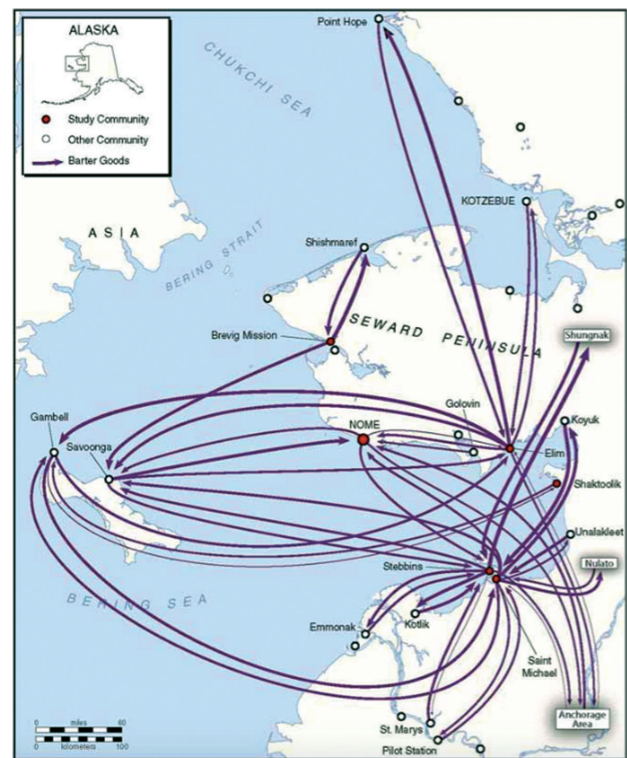 ALASKA
Study Community
Other Community
Barter Goods
Point Hope
CHUKCHI SEA
KOTZEBUE
ASIA
BERING STRAIT
Shishmaref
SEWARD PENINSULA
Brevig Mission
Shungnak
Golovin
Gambell
NOME
Koyuk
Savoonga
Elim
Shaktoolik
Unalakleet
Stebbins
Nulato
BERING SEA
Emmonak
Kotlik
Saint
Michael
0 miles 60
0 kilometers 100
St. Marys
Pilot Station
Anchorage
Area